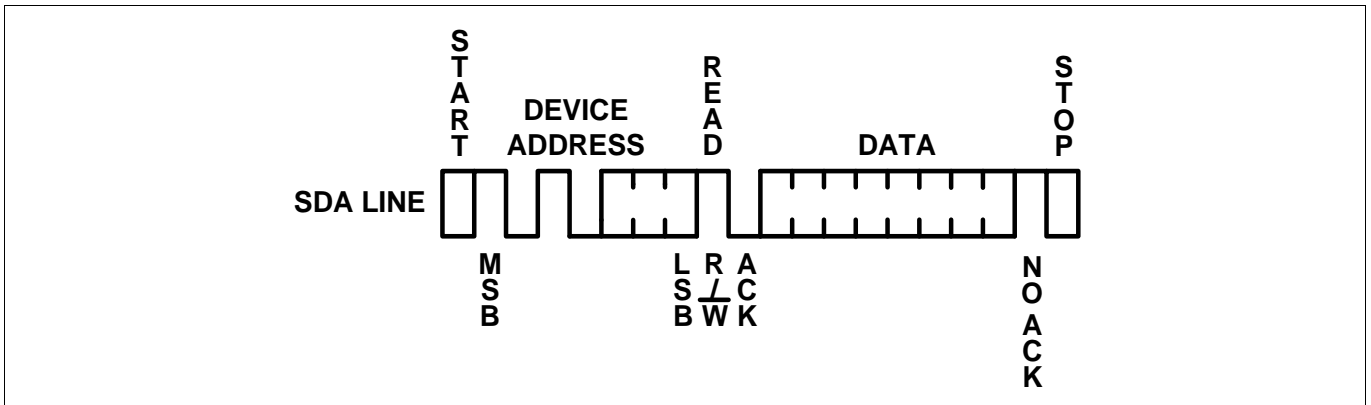 START
DEVICE
ADDRESS
READ
DATA
STOP
SDA LINE
MSB
LSB
R/W
ACK
NO ACK